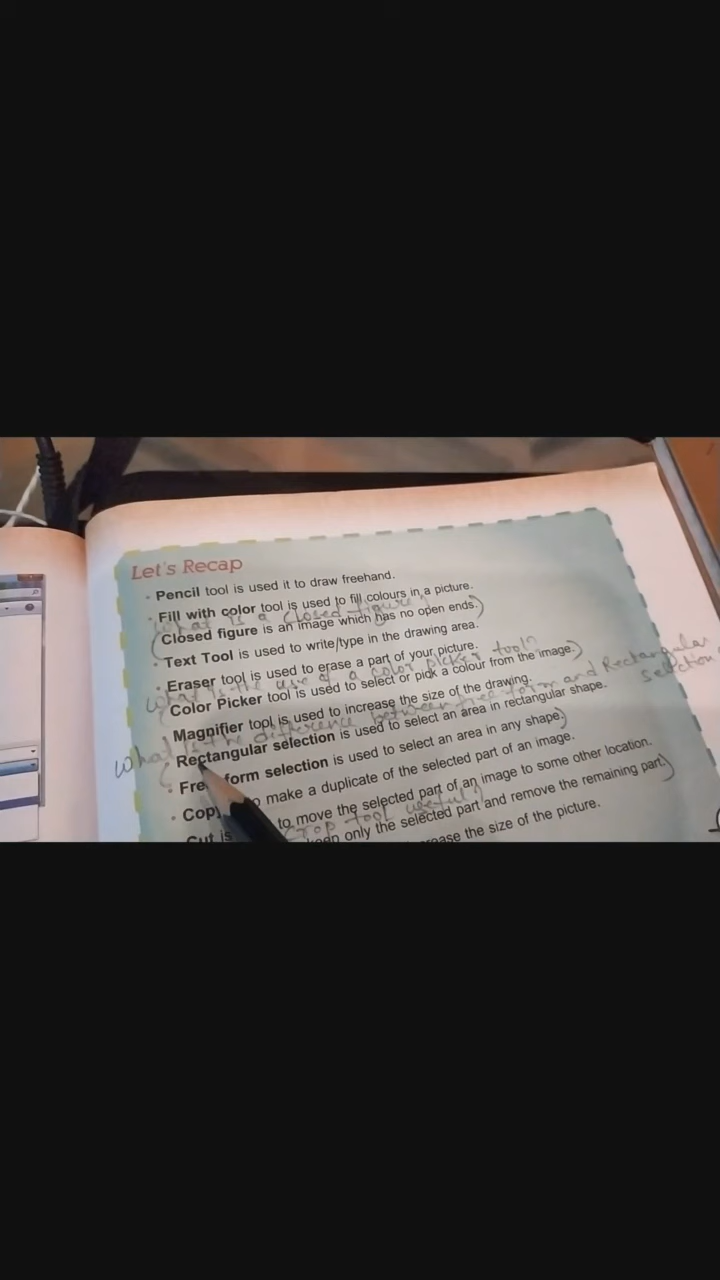 Let's Recap
• Pencil tool is used it to draw freehand.
• Fill with color tool is used to fill colours in a picture.
What is a closed figure?
(Closed figure is an image which has no open ends.)
• Text Tool is used to write/type in the drawing area.
• Eraser tool is used to erase a part of your picture.
What is the use of a color picker tool?
(Color Picker tool is used to select or pick a colour from the image.)
Magnifier tool is used to increase the size of the drawing.
What is the difference between free form and Rectangular selection
(Rectangular selection is used to select an area in rectangular shape.
• Free form selection is used to select an area in any shape)
• Copy to make a duplicate of the selected part of an image.
Cut is to move the selected part of an image to some other location.
crop tool useful?
only the selected part and remove the remaining part.)
the size of the picture.